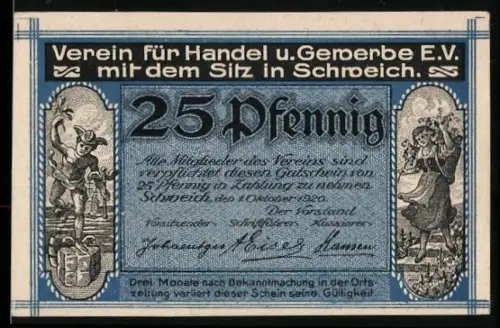 Verein für Handel u. Gewerbe E.V.
mit dem Sitz in Schweich.
25 Pfennig
Alle Mitglieder des Vereins sind
verpflichtet diesen Gutschein von
25 Pfennig in Zahlung zu nehmen
Schweich, den 1. Oktober 1920.
Der Vorstand
Vorsitzender. Schriftführer. Kassierer.
Hansen
Drei Monate nach Bekanntmachung in der Orts-
zeitung verliert dieser Schein seine Gültigkeit